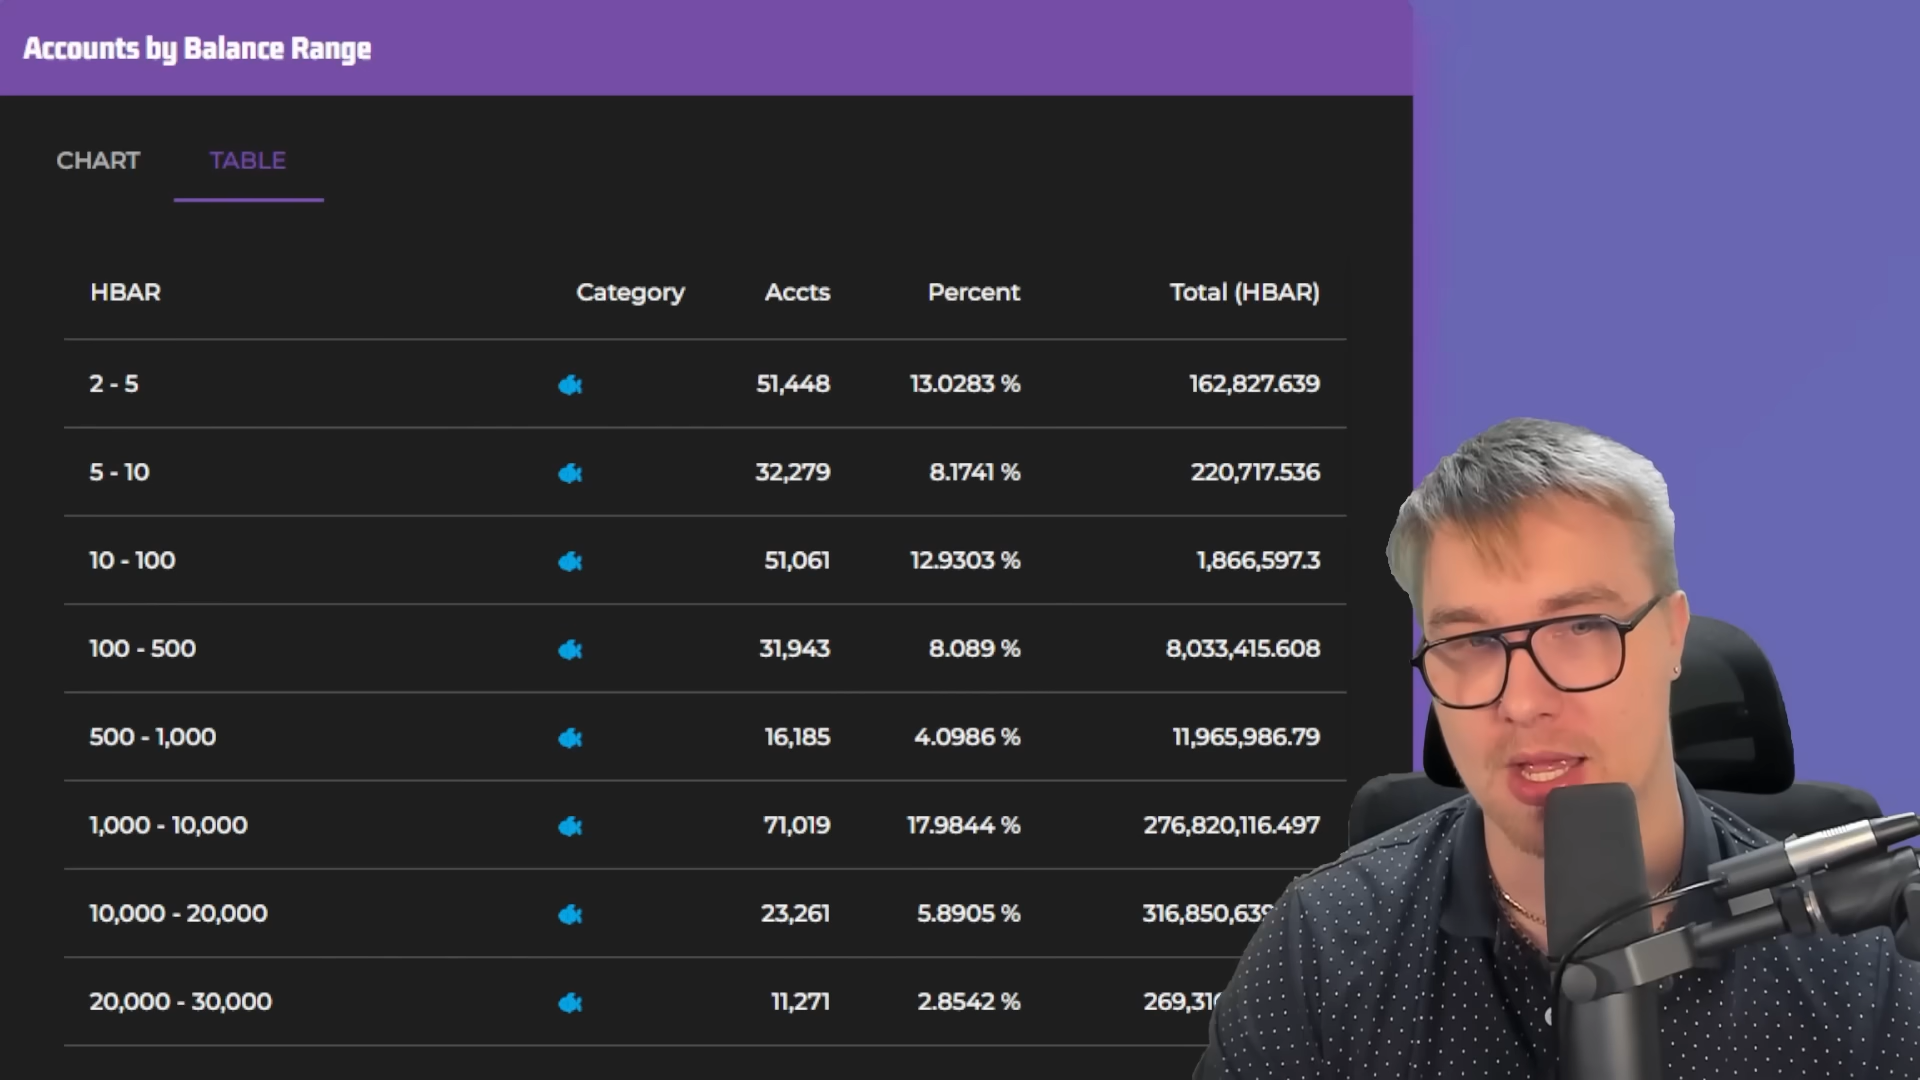 Accounts by Balance Range
CHART TABLE
HBAR Category Accts Percent Total (HBAR)
2 - 5 51,448 13.0283 % 162,827.639
5 - 10 32,279 8.1741 % 220,717.536
10 - 100 51,061 12.9303 % 1,866,597.3
100 - 500 31,943 8.089 % 8,033,415.608
500 - 1,000 16,185 4.0986 % 11,965,986.79
1,000 - 10,000 71,019 17.9844 % 276,820,116.497
10,000 - 20,000 23,261 5.8905 %
20,000 - 30,000 11,271 2.8542 %